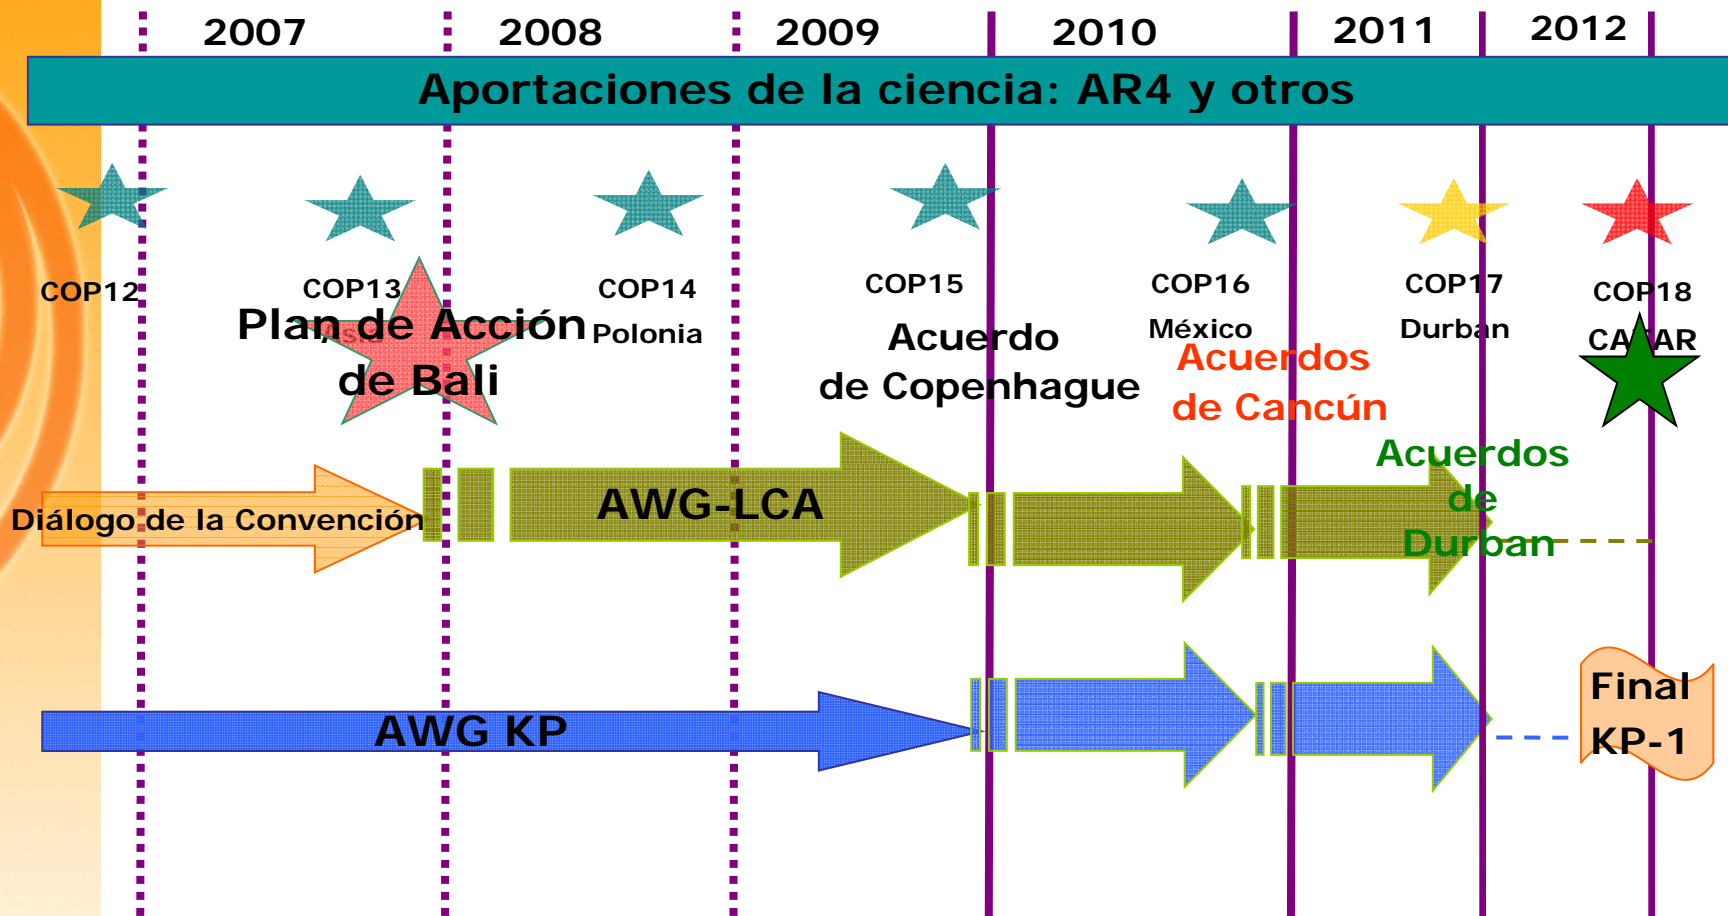 2007 2008 2009 2010 2011 2012
Aportaciones de la ciencia: AR4 y otros
COP12
COP13
Plan de Acción
de Bali
COP14
Polonia
COP15
Acuerdo
de Copenhague
COP16
México
Acuerdos
de Cancún
COP17
Durban
COP18
Acuerdos
de
Durban
Diálogo de la Convención
AWG-LCA
AWG KP
Final
KP-1